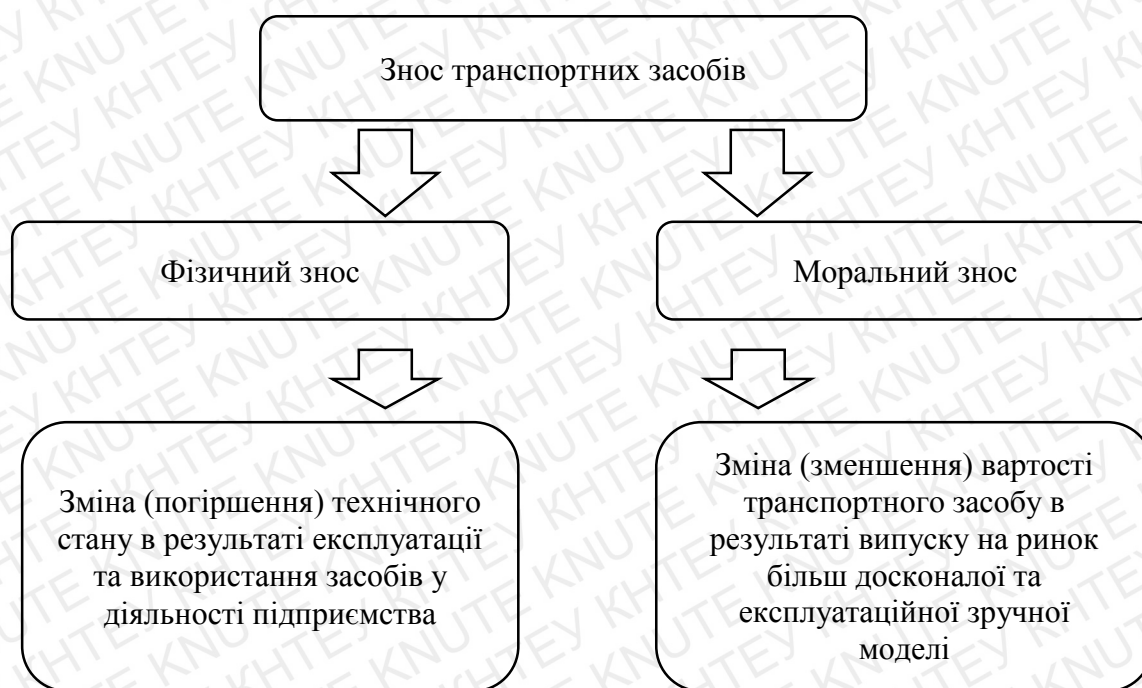 Знос транспортних засобів
Фізичний знос
Моральний знос
Зміна (погіршення) технічного
стану в результаті експлуатації
та використання засобів у
діяльності підприємства
Зміна (зменшення) вартості
транспортного засобу в
результаті випуску на ринок
більш досконалої та
експлуатаційної зручної
моделі